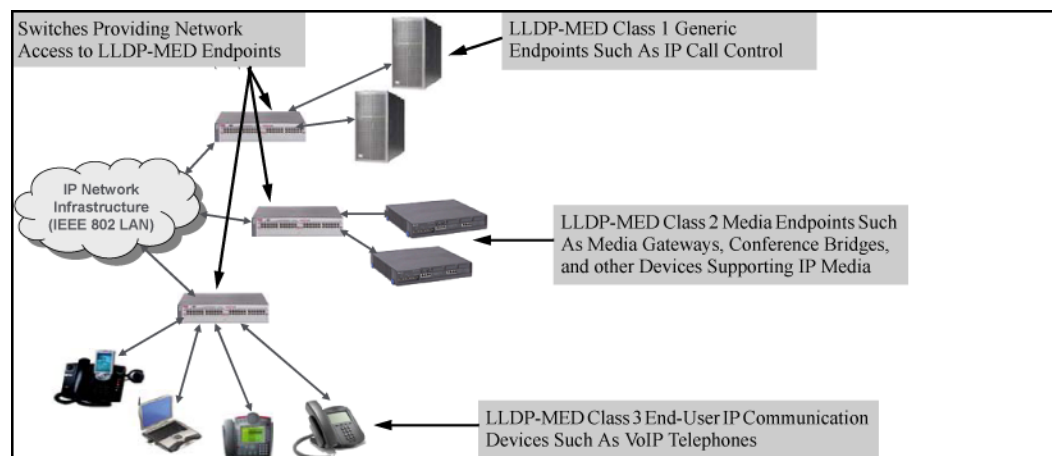 Switches Providing Network
Access to LLDP-MED Endpoints
LLDP-MED Class 1 Generic
Endpoints Such As IP Call Control
IP Network
Infrastructure
(IEEE 802 LAN)
LLDP-MED Class 2 Media Endpoints Such
As Media Gateways, Conference Bridges,
and other Devices Supporting IP Media
LLDP-MED Class 3 End-User IP Communication
Devices Such As VoIP Telephones